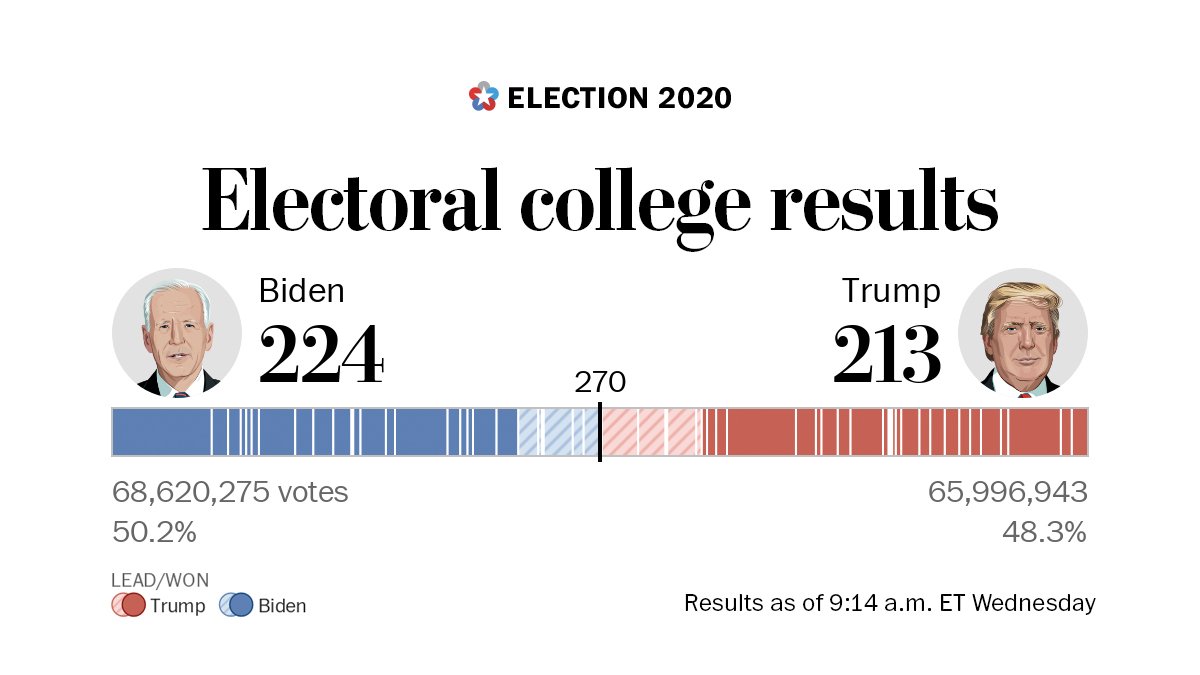 ELECTION 2020
Electoral college results
Biden
224
Trump
213
270
68,620,275 votes
50.2%
65,996,943
48.3%
LEAD/WON
Trump Biden
Results as of 9:14 a.m. ET Wednesday